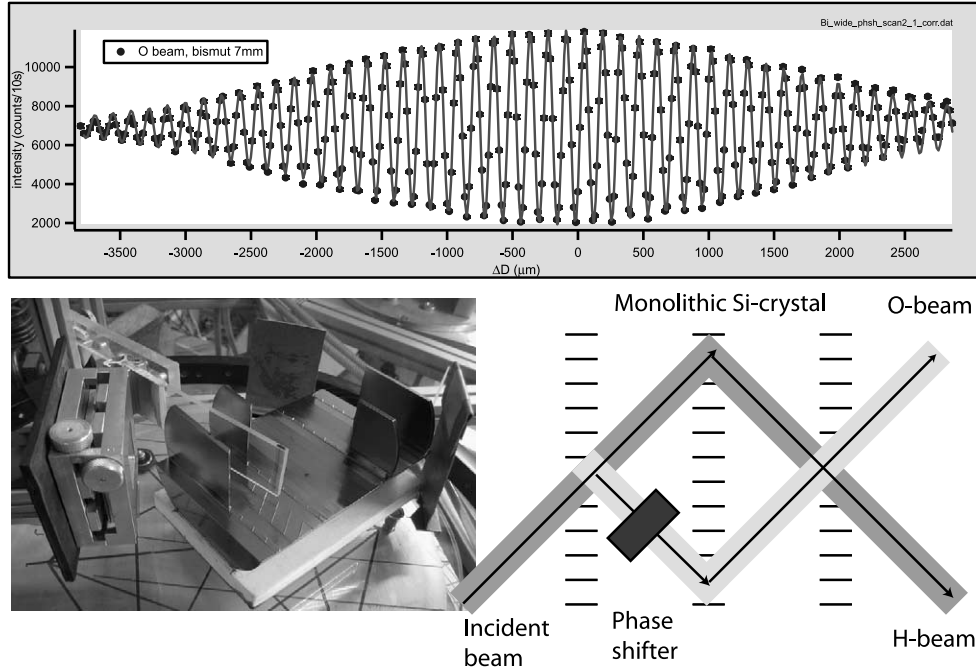 Bi_wide_phsh_scan2_1_corr.dat
O beam, bismut 7mm
intensity (counts/10s)
10000
8000
6000
4000
2000
-3500 -3000 -2500 -2000 -1500 -1000 -500 0 500 1000 1500 2000 2500
ΔD (μm)
Monolithic Si-crystal
O-beam
Incident
beam
Phase
shifter
H-beam